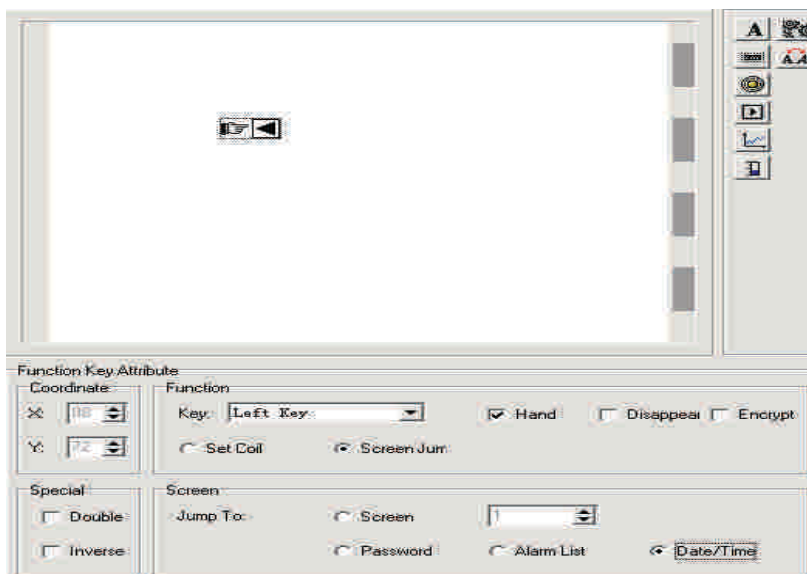 A
A A
Function Key Attribute
Coordinate
Function
X:
Key: Left Key
Hand
Disappear
Encrypt
Y: 72
Set Coil
Screen Jum
Special
Screen
Double
Jump To:
Screen
1
Inverse
Password
Alarm List
Date/Time